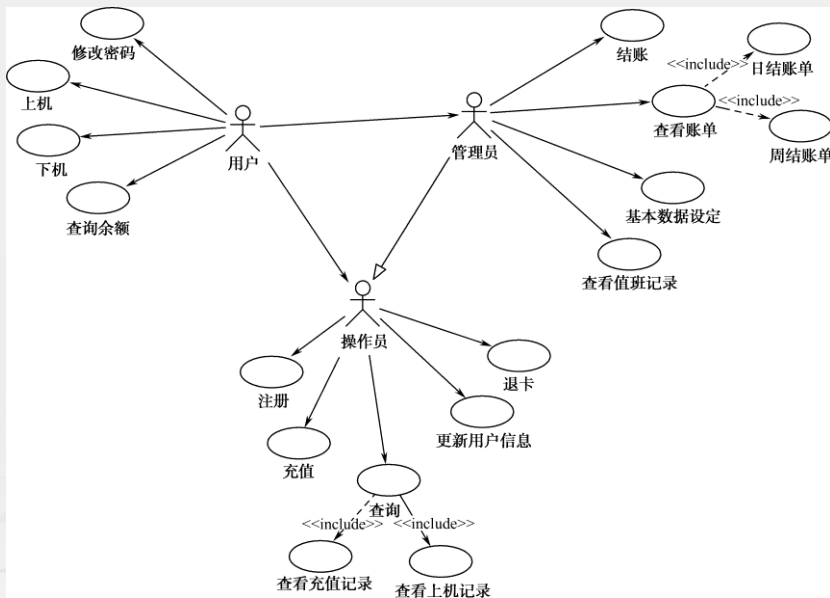 修改密码
结账
日结账单
<<include>>
上机
<<include>>
查看账单
用户
管理员
周结账单
下机
查询余额
基本数据设定
查看值班记录
操作员
注册
退卡
更新用户信息
充值
查询
<<include>>
<<include>>
查看充值记录
查看上机记录